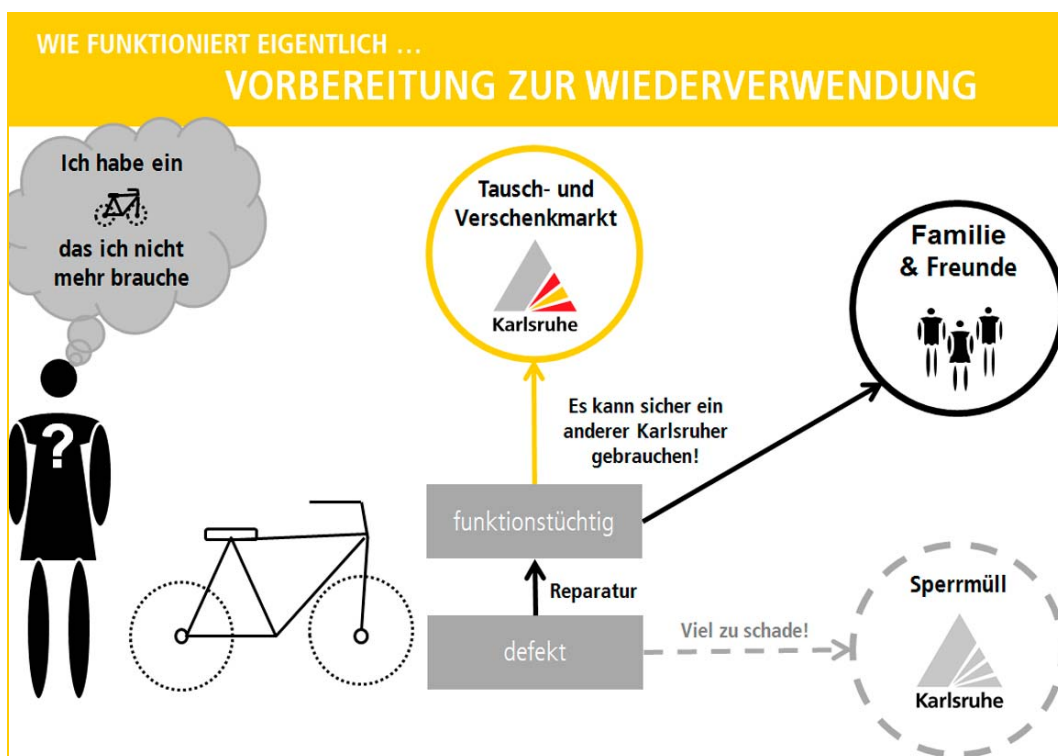 WIE FUNKTIONIERT EIGENTLICH ...
VORBEREITUNG ZUR WIEDERVERWENDUNG
Ich habe ein
das ich nicht
mehr brauche
?
Tausch- und
Verschenkmarkt
Karlsruhe
Familie
& Freunde
Es kann sicher ein
anderer Karlsruher
gebrauchen!
funktionstüchtig
Reparatur
defekt
Viel zu schade!
Sperrmüll
Karlsruhe